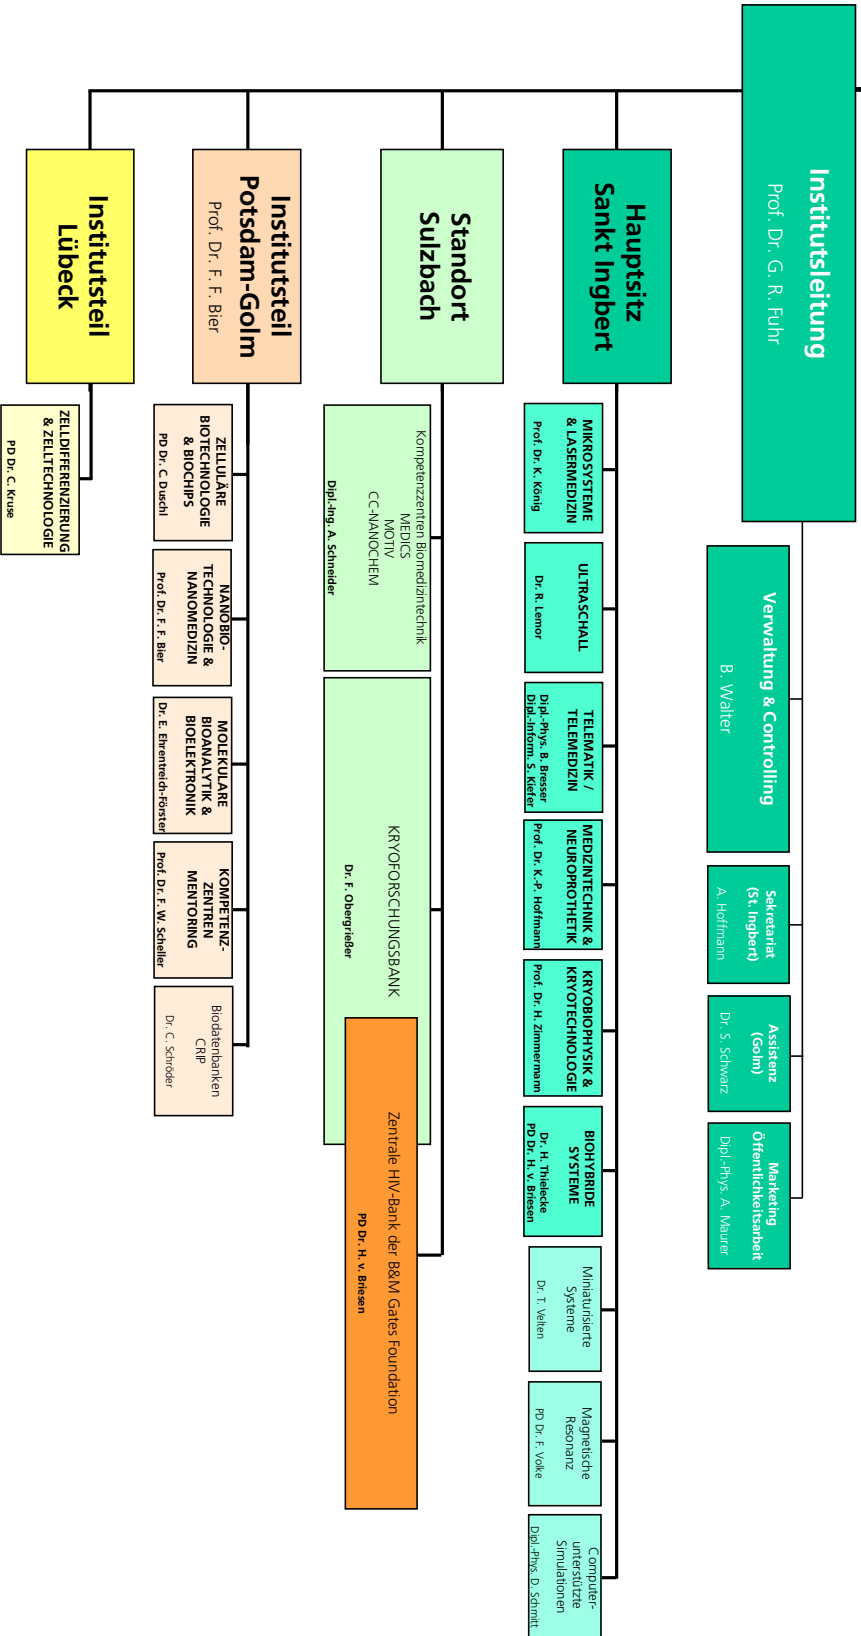 Institutsleitung
Prof. Dr. G. R. Fuhr
Verwaltung & Controlling
B. Walter
Sekretariat
(St. Ingbert)
A. Hoffmann
Assistenz
(Golm)
Dr. S. Schwarz
Marketing
Öffentlichkeitsarbeit
Dipl.-Phys. A. Maurer
Hauptsitz
Sankt Ingbert
MIKROSYSTEME
& LASERMEDIZIN
Prof. Dr. K. König
ULTRASCHALL
Dr. R. Lemor
TELEMATIK /
TELEMEDIZIN
Dipl.-Phys. B. Bresser
Dipl.-Inform. S. Kiefer
MEDIZINTECHNIK &
NEUROPROTHETIK
Prof. Dr. K.-P. Hoffmann
KRYOBIOPHYSIK &
KRYOTECHNOLOGIE
Prof. Dr. H. Zimmermann
BIOHYBRIDE
SYSTEME
Dr. H. Thielecke
PD Dr. H. v. Briesen
Miniaturisierte
Systeme
Dr. T. Velten
Magnetische
Resonanz
PD Dr. F. Volke
Computer-
unterstützte
Simulationen
Dipl.-Phys. D. Schmitt
Standort
Sulzbach
Kompetenzzentren Biomedizintechnik
MEDICS
MOTIV
CC-NANOCHEM
Dipl.-Ing. A. Schneider
KRYOFORSCHUNGSBANK
Dr. F. Obergrießer
Zentrale HIV-Bank der B&M Gates Foundation
PD Dr. H. v. Briesen
Institutsteil
Potsdam-Golm
Prof. Dr. F. F. Bier
ZELLULÄRE
BIOTECHNOLOGIE
& BIOCHIPS
PD Dr. C. Duschl
NANOBIO-
TECHNOLOGIE &
NANOMEDIZIN
Prof. Dr. F. F. Bier
MOLEKULARE
BIOANALYTIK &
BIOELEKTRONIK
Dr. E. Ehrentreich-Förster
KOMPETENZ-
ZENTREN
MENTORING
Prof. Dr. F. W. Scheller
Biodatenbanken
CRIP
Dr. C. Schröder
Institutsteil
Lübeck
ZELLDIFFERENZIERUNG
& ZELLTECHNOLOGIE
PD Dr. C. Kruse